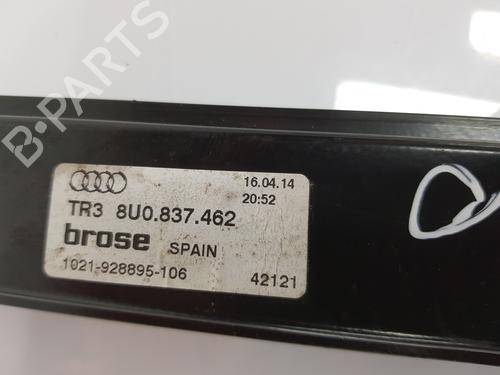 16.04.14
20:52
TR3 8U0.837.462
brose SPAIN
1021-928895-106 42121
B-PARTS